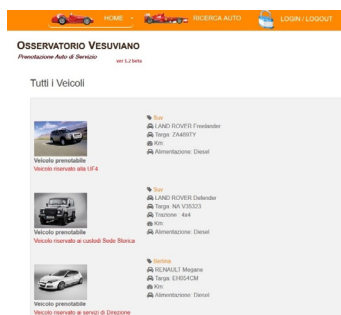 HOME
RICERCA AUTO
LOGIN / LOGOUT
OSSERVATORIO VESUVIANO
Prenotazione Auto di Servizio
ver 1.2 beta
Tutti i Veicoli
Suv
LAND ROVER Freelander
Targa: ZA489TY
Km:
Alimentazione: Diesel
Veicolo prenotabile
Veicolo riservato alla UF4
Suv
LAND ROVER Defender
Targa: NA V35323
Trazione : 4x4
Km:
Alimentazione: Diesel
Veicolo prenotabile
Veicolo riservato ai custodi Sede Storica
Berlina
RENAULT Megane
Targa: EH054CM
Km:
Alimentazione: Diesel
Veicolo prenotabile
Veicolo riservato ai servizi di Direzione